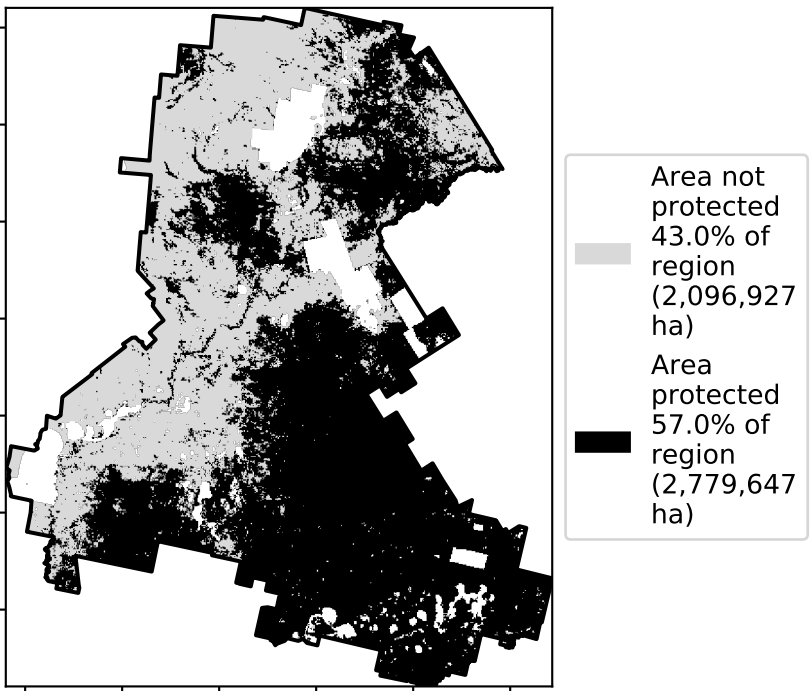 Area not
protected
43.0% of
region
(2,096,927
ha)
Area
protected
57.0% of
region
(2,779,647
ha)